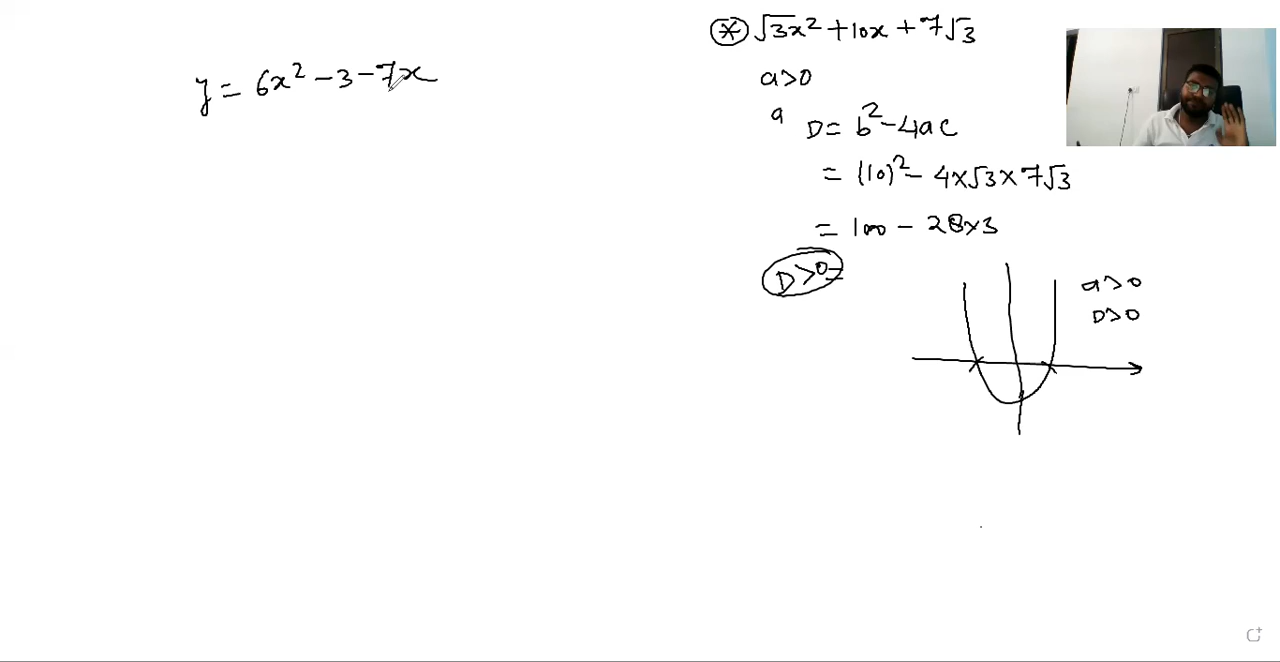 y = 6x² - 3 - 7x
* √3x² + 10x + 7√3
a>0
a
D = b² - 4ac
= (10)² - 4×√3×7√3
= 100 - 28×3
D>0 =
a>0
D>0